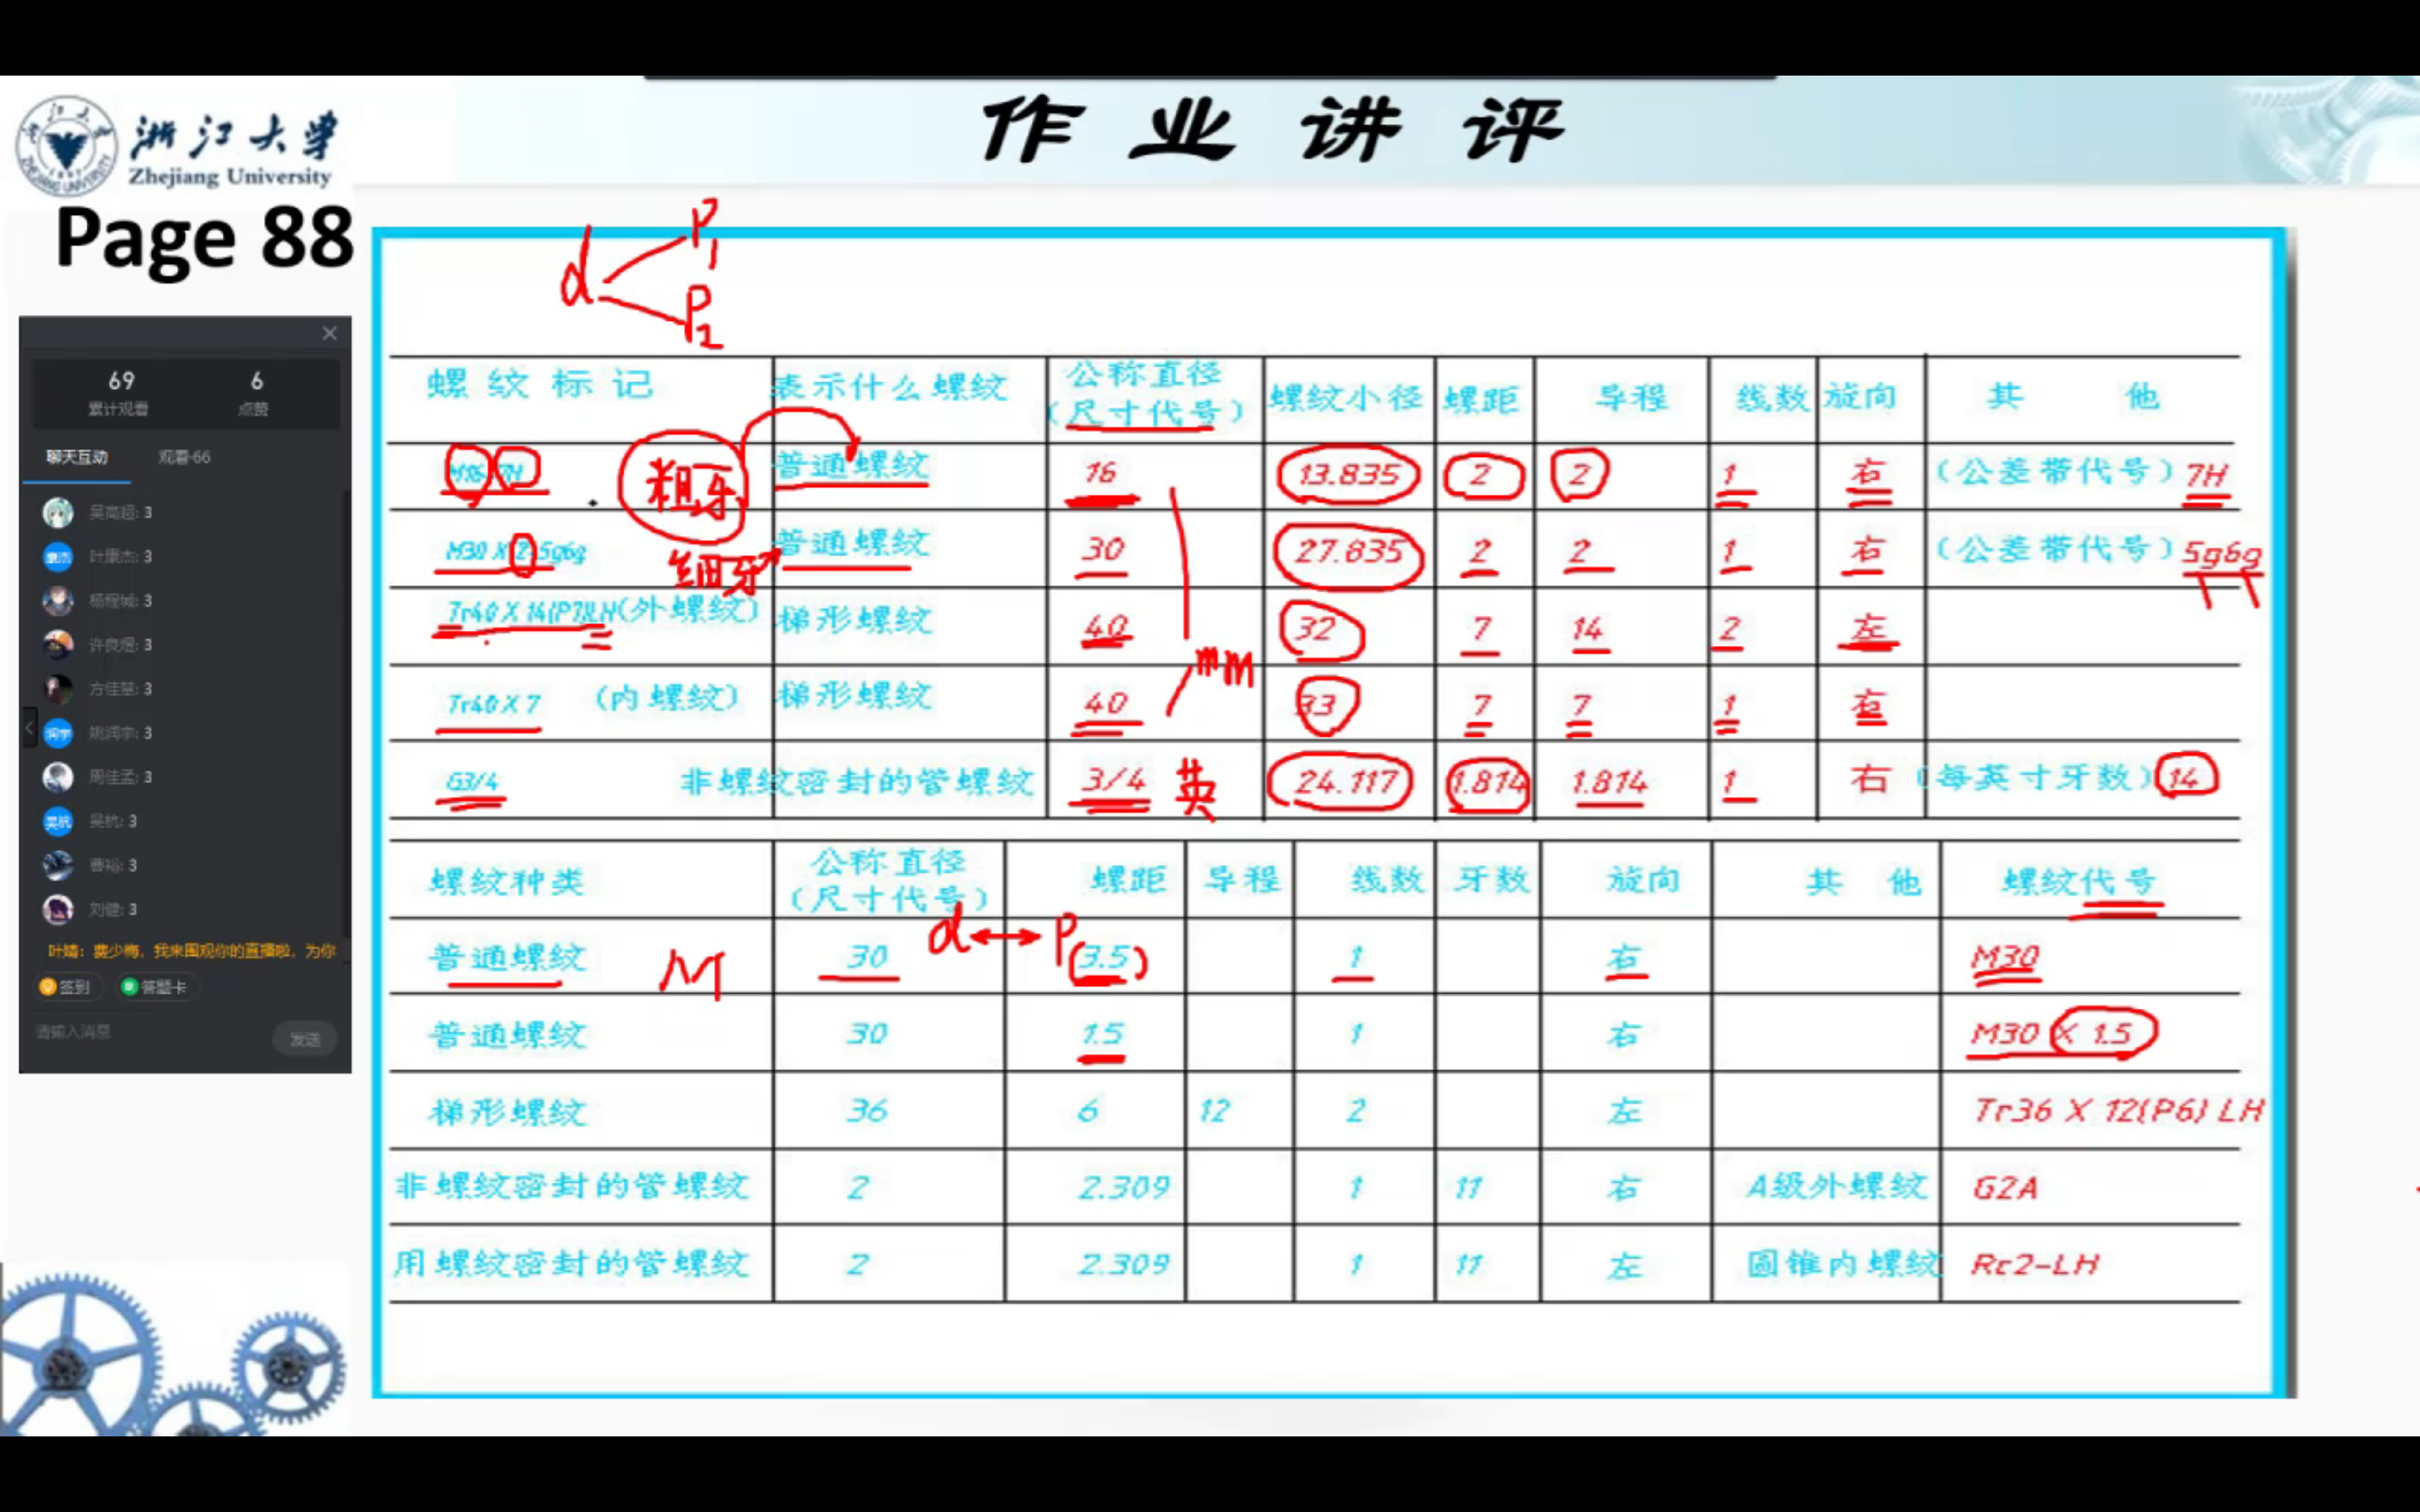 作业讲评
浙江大学
Zhejiang University
Page 88
d P1
P2
69 6
累计观看 点赞
聊天互动 观看·66
吴高超: 3
叶康杰: 3
杨程城: 3
许良煜: 3
方佳慧: 3
姚润宇: 3
周佳孟: 3
吴杭: 3
曹裕: 3
刘健: 3
叶婧: 费少梅，我来围观你的直播啦，为你
签到 答题卡
请输入消息 发送
螺纹标记 表示什么螺纹 公称直径（尺寸代号） 螺纹小径 螺距 导程 线数 旋向 其 他
M16-7H 粗牙 普通螺纹 16 13.835 2 2 1 右 (公差带代号) 7H
M30 X 2-5g6g 细牙 普通螺纹 30 27.835 2 2 1 右 (公差带代号) 5g6g
Tr40 X 14(P7)LH(外螺纹) 梯形螺纹 40 32 7 14 2 左
mm
Tr40 X 7 (内螺纹) 梯形螺纹 40 33 7 7 1 右
G3/4 非螺纹密封的管螺纹 3/4 英 24.117 1.814 1.814 1 右 (每英寸牙数) 14
螺纹种类 公称直径（尺寸代号） 螺距 导程 线数 牙数 旋向 其 他 螺纹代号
d P
普通螺纹 M 30 (3.5) 1 右 M30
普通螺纹 30 1.5 1 右 M30 X 1.5
梯形螺纹 36 6 12 2 左 Tr36 X 12(P6) LH
非螺纹密封的管螺纹 2 2.309 1 11 右 A级外螺纹 G2A
用螺纹密封的管螺纹 2 2.309 1 11 左 圆锥内螺纹 Rc2-LH